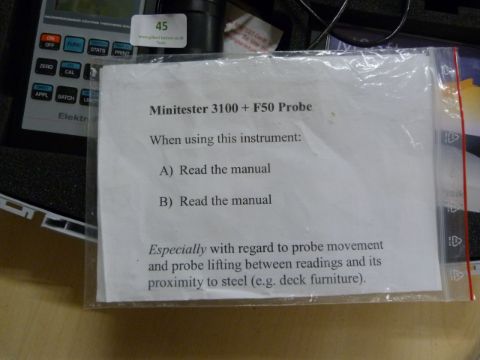 45
ON
OFF
STATS
ZERO
CAL
APPL
BATCH
Elektr
Minitester 3100 + F50 Probe
When using this instrument:
A) Read the manual
B) Read the manual
Especially with regard to probe movement
and probe lifting between readings and its
proximity to steel (e.g. deck furniture).